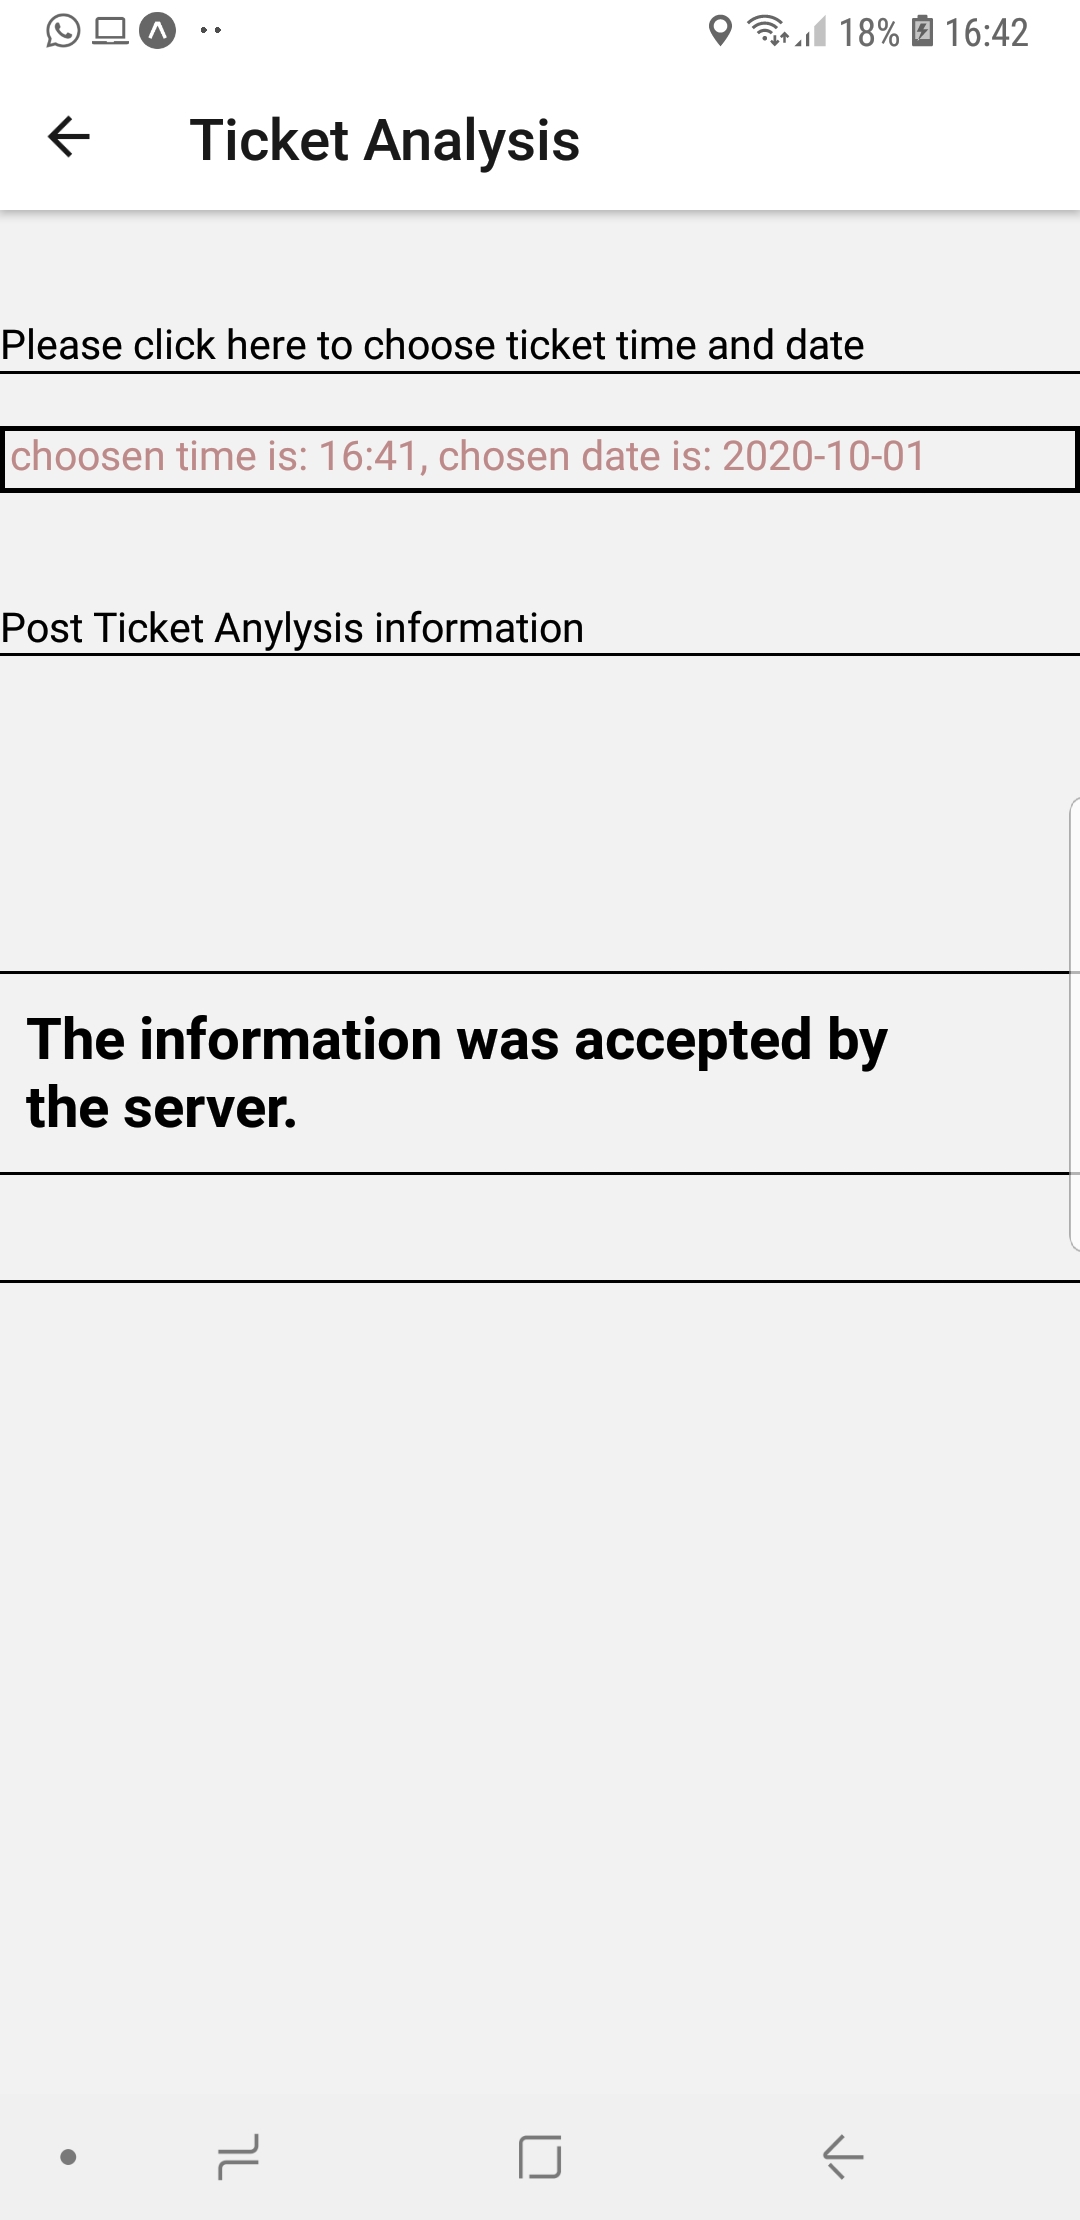 18% 16:42
Ticket Analysis
Please click here to choose ticket time and date
choosen time is: 16:41, chosen date is: 2020-10-01
Post Ticket Anylysis information
The information was accepted by
the server.